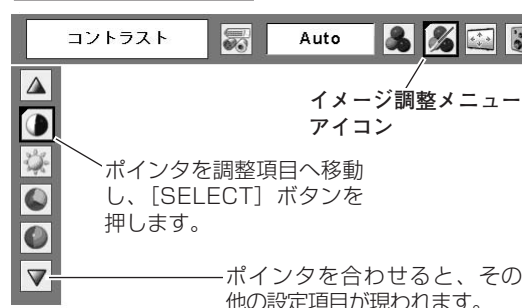 コントラスト
Auto
イメージ調整メニュー
アイコン
ポインタを調整項目へ移動
し、［SELECT］ボタンを
押します。
ポインタを合わせると、その
他の設定項目が現われます。